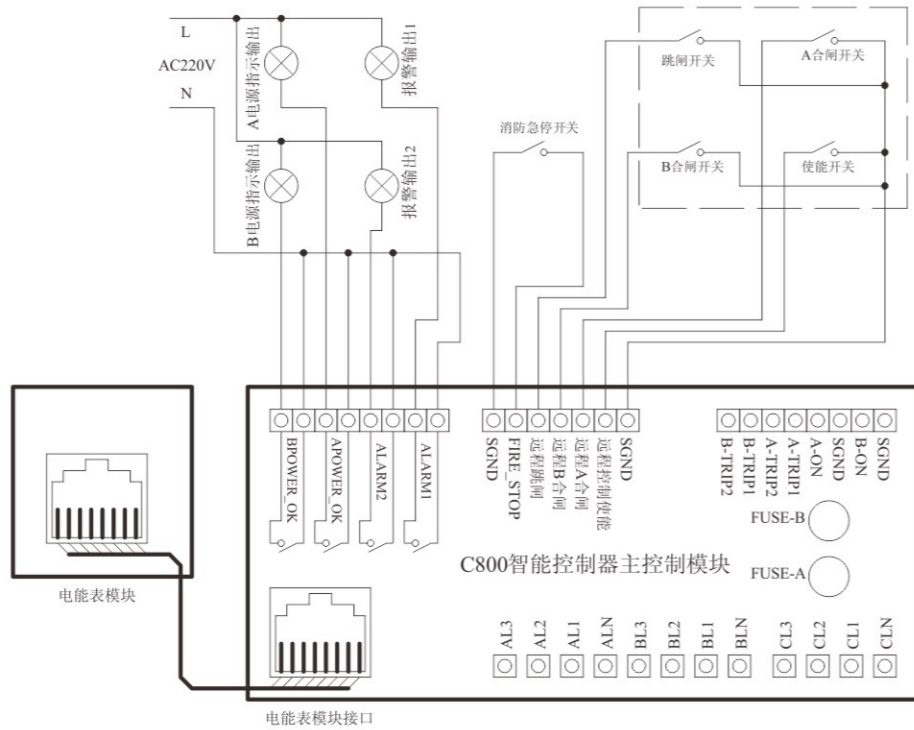 L
AC220V
N
A电源指示输出
报警输出1
B电源指示输出
报警输出2
消防急停开关
跳闸开关
A合闸开关
B合闸开关
使能开关
BPOWER_OK
APOWER_OK
ALARM2
ALARM1
SGND
FIRE_STOP
远程跳闸
远程B合闸
远程A合闸
远程控制使能
SGND
B-TRIP2
B-TRIP1
A-TRIP2
A-TRIP1
A-ON
SGND
B-ON
SGND
FUSE-B
FUSE-A
C800智能控制器主控制模块
电能表模块
AL3
AL2
AL1
ALN
BL3
BL2
BL1
BLN
CL3
CL2
CL1
CLN
电能表模块接口